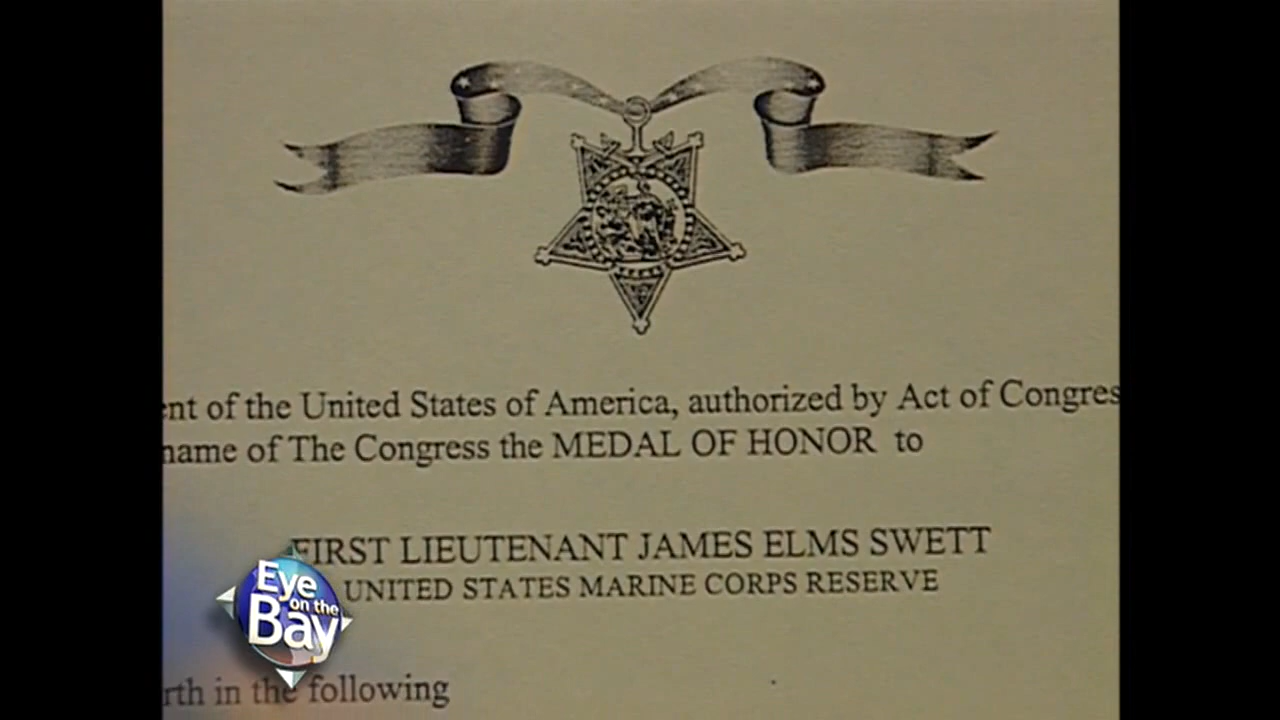 ent of the United States of America, authorized by Act of Congres
name of The Congress the MEDAL OF HONOR to
FIRST LIEUTENANT JAMES ELMS SWETT
UNITED STATES MARINE CORPS RESERVE
rth in the following
Eye
on the
Bay